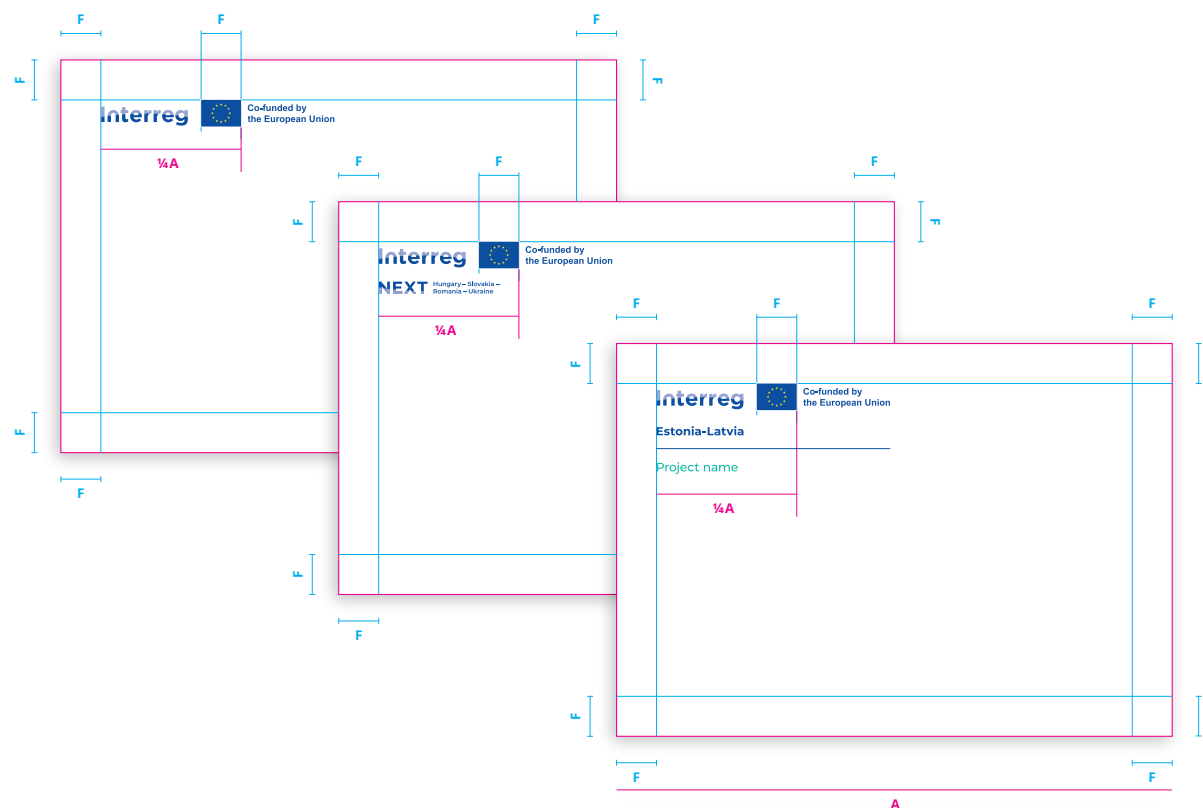 F
F
F
F
F
Interreg
Co-funded by
the European Union
¼A
F
F
F
F
F
F
F
Interreg
Co-funded by
the European Union
NEXT
Hungary – Slovakia –
Romania – Ukraine
¼A
F
F
F
F
F
F
Interreg
Co-funded by
the European Union
Estonia-Latvia
Project name
¼A
F
F
F
A